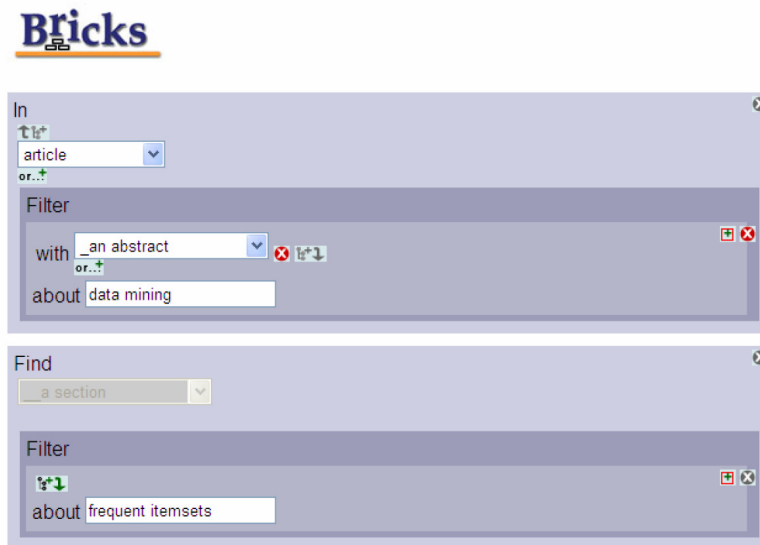 Bricks
In
article
or..+
Filter
with _an abstract
or..+
about data mining
Find
__a section
Filter
about frequent itemsets